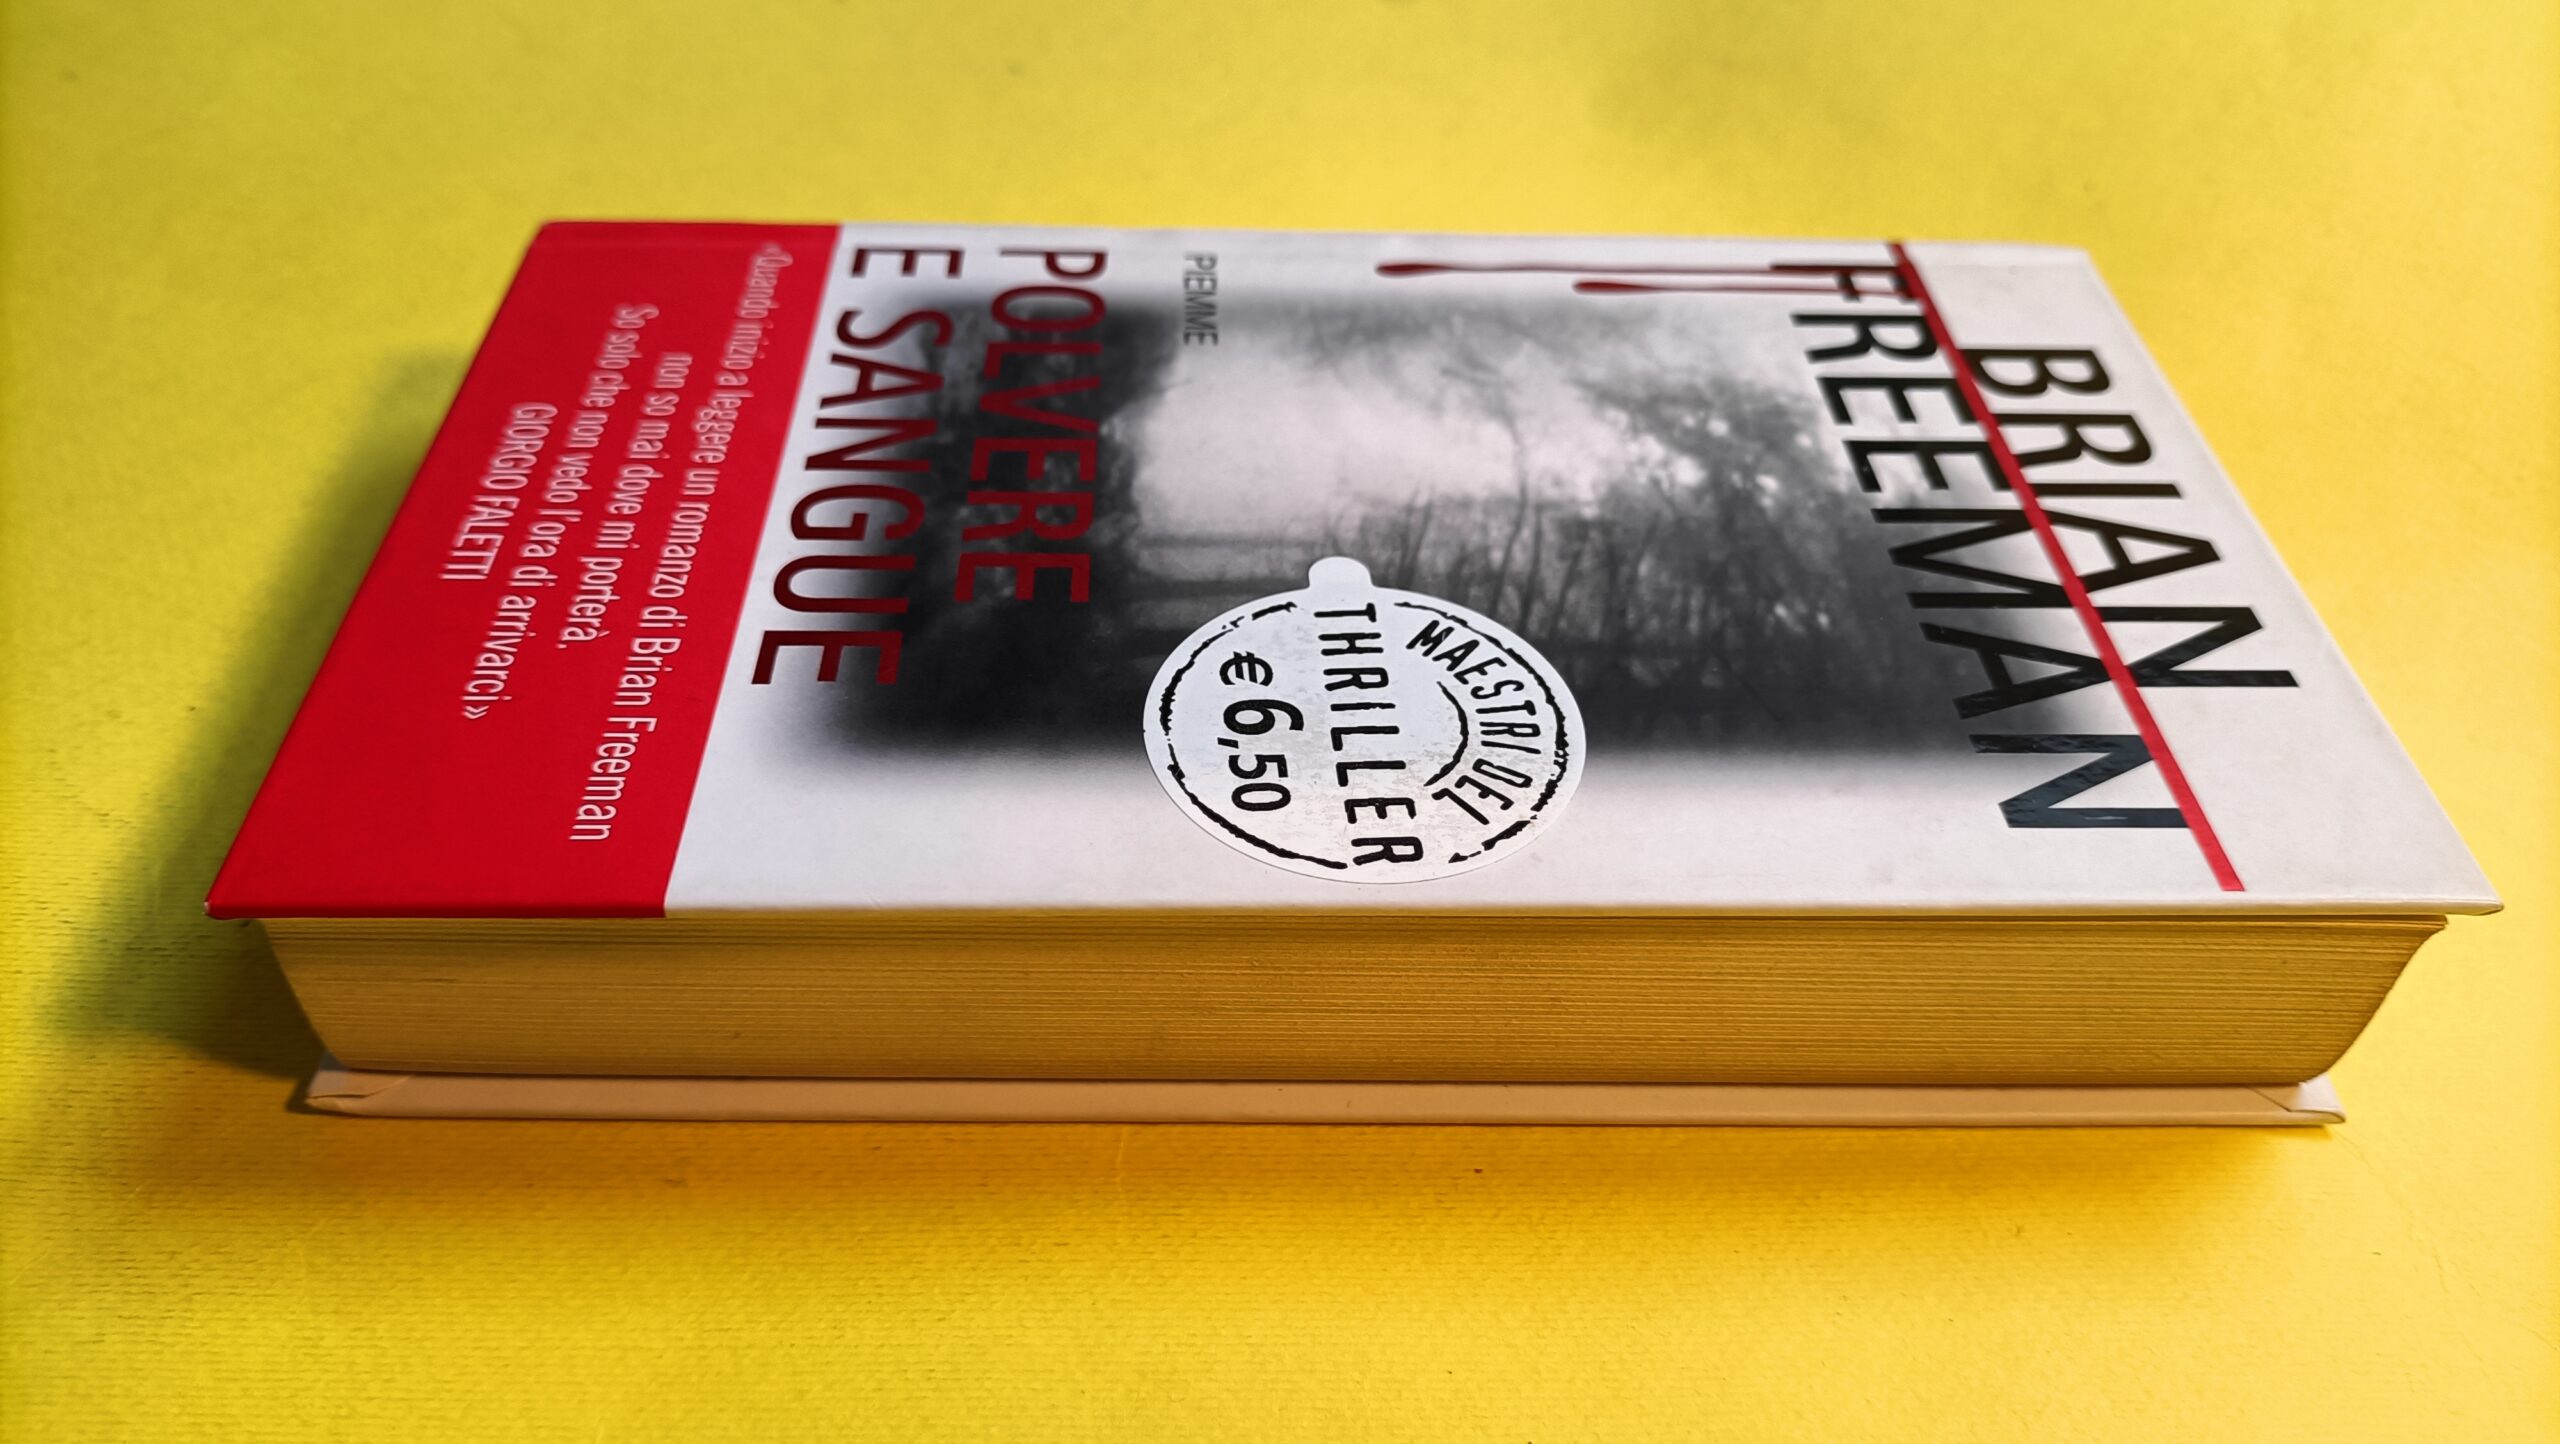 BRIAN
FREEMAN
MAESTRI DEL
THRILLER
€ 6,50
PIEMME
POLVERE
E SANGUE
«Quando inizio a leggere un romanzo di Brian Freeman
non so mai dove mi porterà.
So solo che non vedo l'ora di arrivarci»
GIORGIO FALETTI